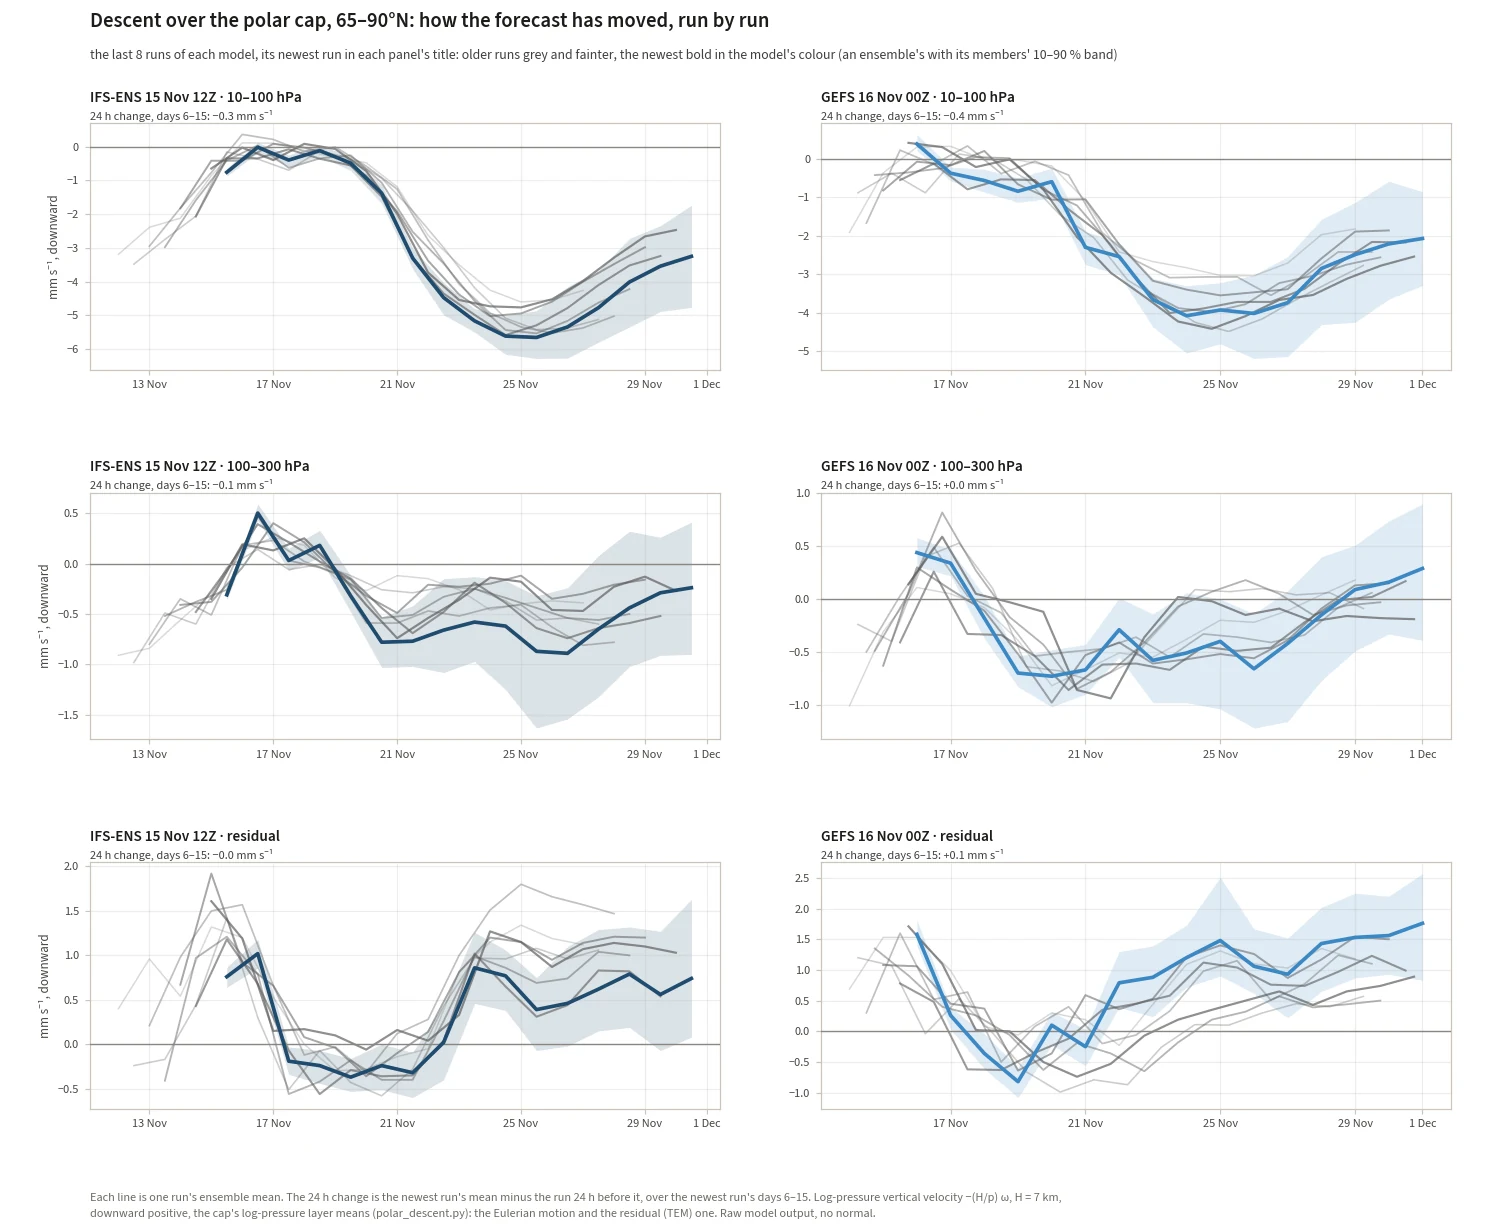 Descent over the polar cap, 65–90°N: how the forecast has moved, run by run
the last 8 runs of each model, its newest run in each panel's title: older runs grey and fainter, the newest bold in the model's colour (an ensemble's with its members' 10–90 % band)
IFS-ENS 15 Nov 12Z · 10–100 hPa
24 h change, days 6–15: −0.3 mm s⁻¹
mm s⁻¹, downward
0
−1
−2
−3
−4
−5
−6
13 Nov 17 Nov 21 Nov 25 Nov 29 Nov 1 Dec
GEFS 16 Nov 00Z · 10–100 hPa
24 h change, days 6–15: −0.4 mm s⁻¹
0
−1
−2
−3
−4
−5
17 Nov 21 Nov 25 Nov 29 Nov 1 Dec
IFS-ENS 15 Nov 12Z · 100–300 hPa
24 h change, days 6–15: −0.1 mm s⁻¹
mm s⁻¹, downward
0.5
0.0
−0.5
−1.0
−1.5
13 Nov 17 Nov 21 Nov 25 Nov 29 Nov 1 Dec
GEFS 16 Nov 00Z · 100–300 hPa
24 h change, days 6–15: +0.0 mm s⁻¹
1.0
0.5
0.0
−0.5
−1.0
17 Nov 21 Nov 25 Nov 29 Nov 1 Dec
IFS-ENS 15 Nov 12Z · residual
24 h change, days 6–15: −0.0 mm s⁻¹
mm s⁻¹, downward
2.0
1.5
1.0
0.5
0.0
−0.5
13 Nov 17 Nov 21 Nov 25 Nov 29 Nov 1 Dec
GEFS 16 Nov 00Z · residual
24 h change, days 6–15: +0.1 mm s⁻¹
2.5
2.0
1.5
1.0
0.5
0.0
−0.5
−1.0
17 Nov 21 Nov 25 Nov 29 Nov 1 Dec
Each line is one run's ensemble mean. The 24 h change is the newest run's mean minus the run 24 h before it, over the newest run's days 6–15. Log-pressure vertical velocity −(H/p) ω, H = 7 km,
downward positive, the cap's log-pressure layer means (polar_descent.py): the Eulerian motion and the residual (TEM) one. Raw model output, no normal.